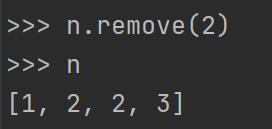 >>> n.remove(2)
>>> n
[1, 2, 2, 3]